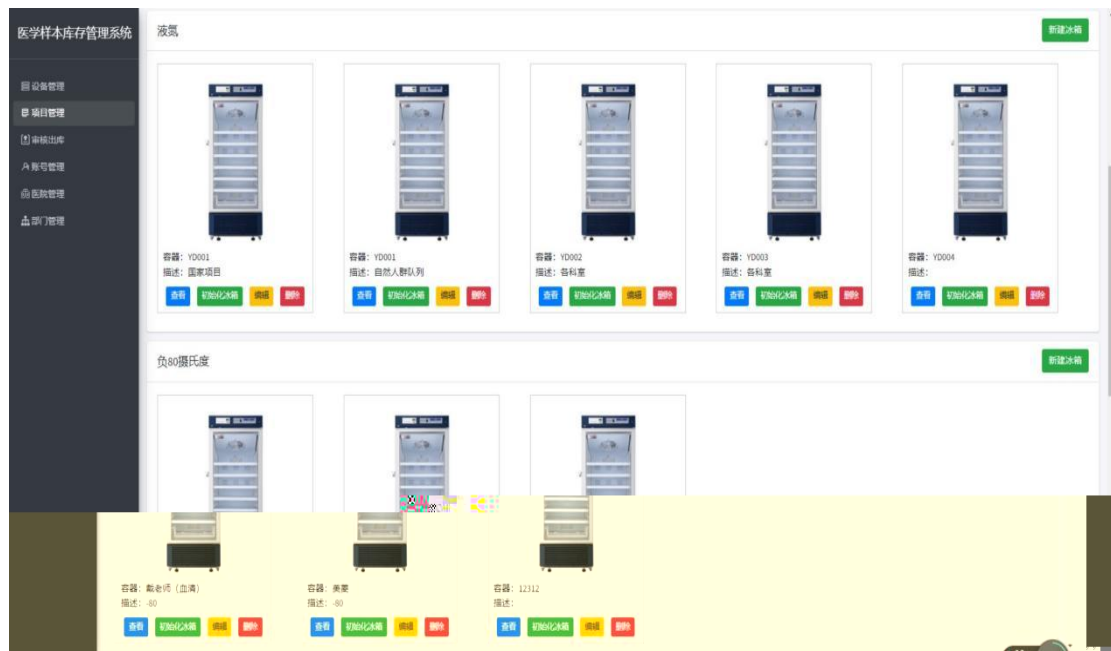 医学样本库存管理系统
设备管理
项目管理
审核出库
账号管理
医院管理
部门管理
液氮
新建冰箱
容器：YD001
描述：国家项目
查看 初始化冰箱 编辑 删除
容器：YD001
描述：自然人群队列
查看 初始化冰箱 编辑 删除
容器：YD002
描述：各科室
查看 初始化冰箱 编辑 删除
容器：YD003
描述：各科室
查看 初始化冰箱 编辑 删除
容器：YD004
描述：
查看 初始化冰箱 编辑 删除
负80摄氏度
新建冰箱
容器：戴老师（血清）
描述：-80
查看 初始化冰箱 编辑 删除
容器：美菱
描述：-80
查看 初始化冰箱 编辑 删除
容器：12312
描述：
查看 初始化冰箱 编辑 删除